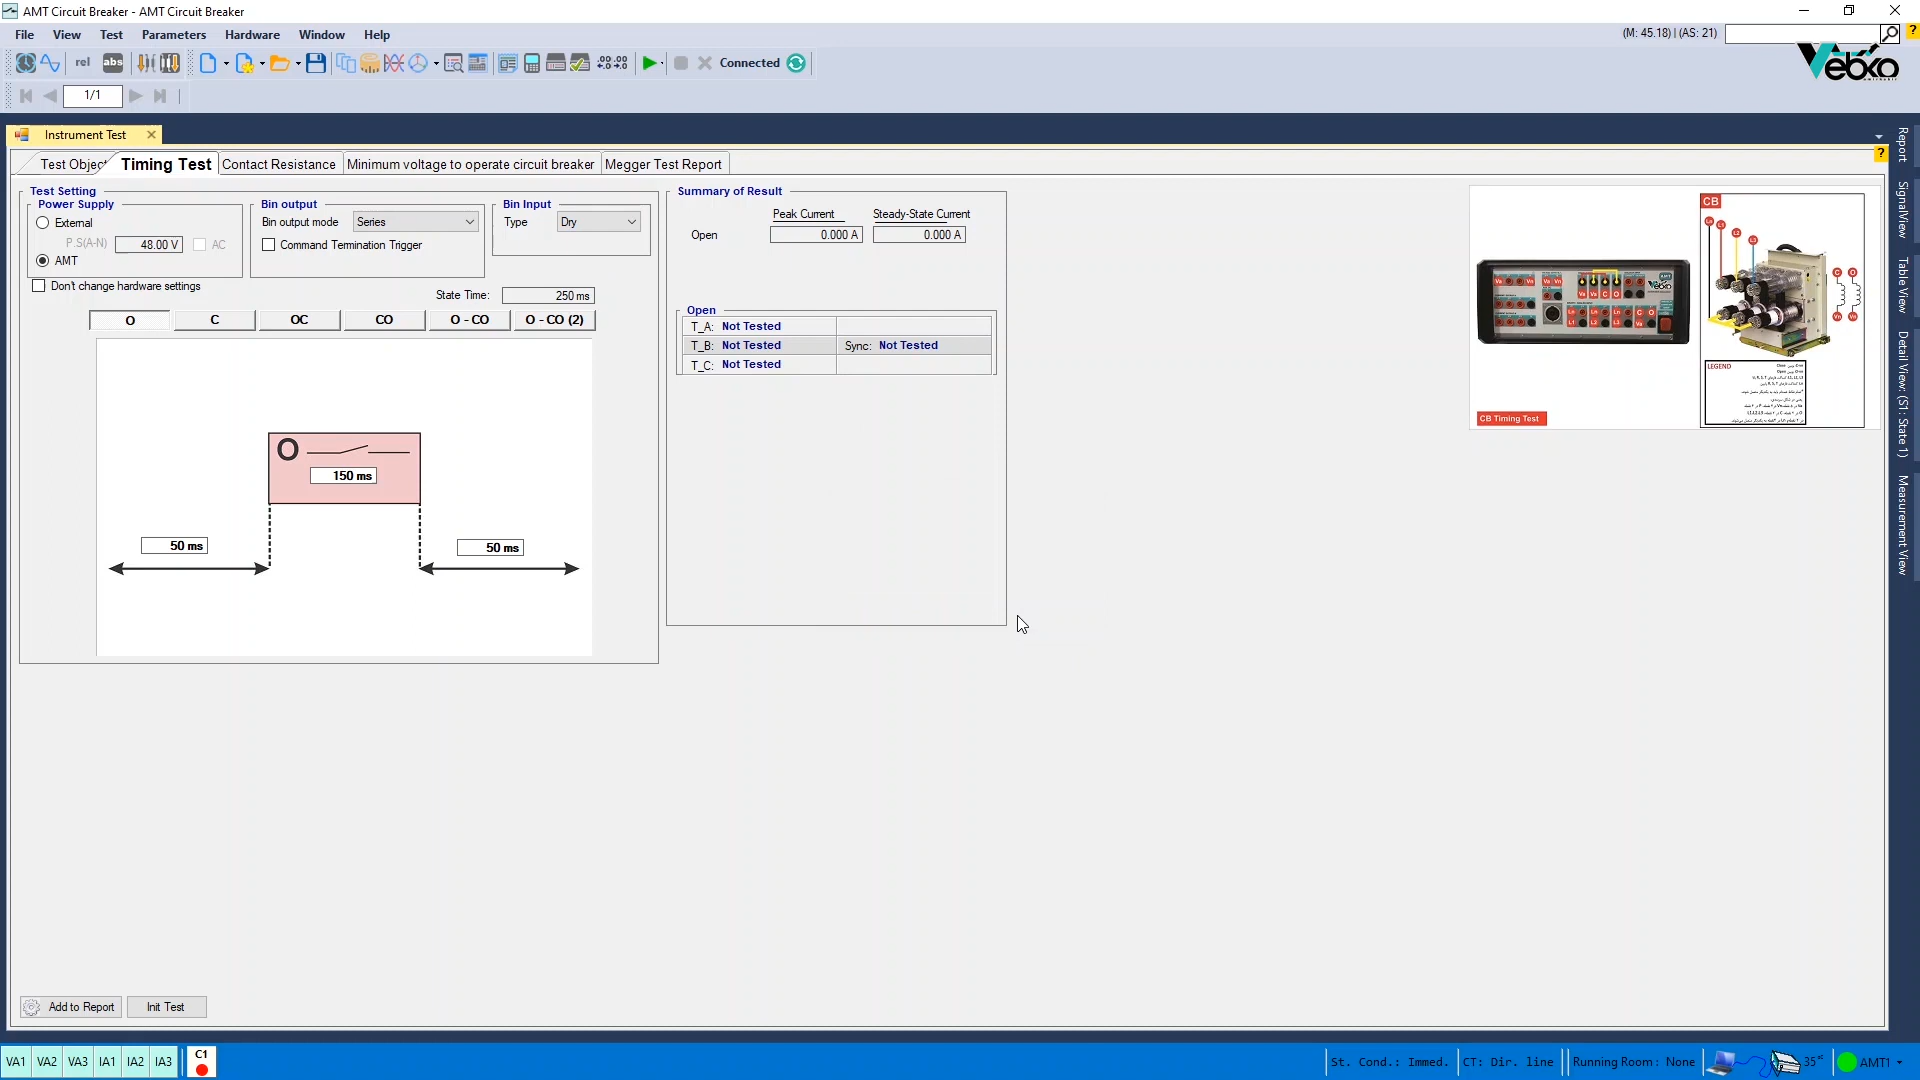 AMT Circuit Breaker - AMT Circuit Breaker
File View Test Parameters Hardware Window Help
(M: 45.18) | (AS: 21)
?
rel abs
Connected
Vebko
1/1
Instrument Test
Test Object Timing Test Contact Resistance Minimum voltage to operate circuit breaker Megger Test Report
?
Test Setting
Power Supply
External
P.S(A-N) 48.00 V AC
AMT
Don't change hardware settings
Bin output
Bin output mode Series
Command Termination Trigger
Bin Input
Type Dry
State Time: 250 ms
O C OC CO O - CO O - CO (2)
O
150 ms
50 ms
50 ms
Summary of Result
Peak Current Steady-State Current
Open 0.000 A 0.000 A
Open
T_A: Not Tested
T_B: Not Tested Sync: Not Tested
T_C: Not Tested
CB
LEGEND
CB Timing Test
Report
SignalView
Table View
Detail View: (S1: State 1)
Measurement View
Add to Report Init Test
VA1 VA2 VA3 IA1 IA2 IA3 C1
St. Cond.: Immed. CT: Dir. line Running Room: None 35° AMT1